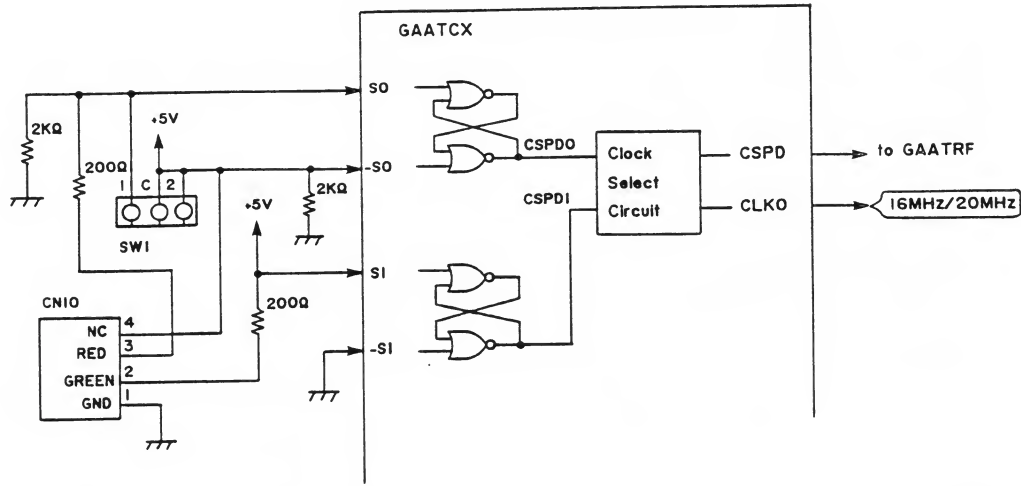 GAATCX
S0
+5V
2KΩ
200Ω
1 C 2
-S0
2KΩ
SW1
+5V
CSPD0
CSPD1
Clock
Select
Circuit
CSPD
to GAATRF
CLKO
16MHz/20MHz
S1
200Ω
-S1
CN10
NC 4
RED 3
GREEN 2
GND 1